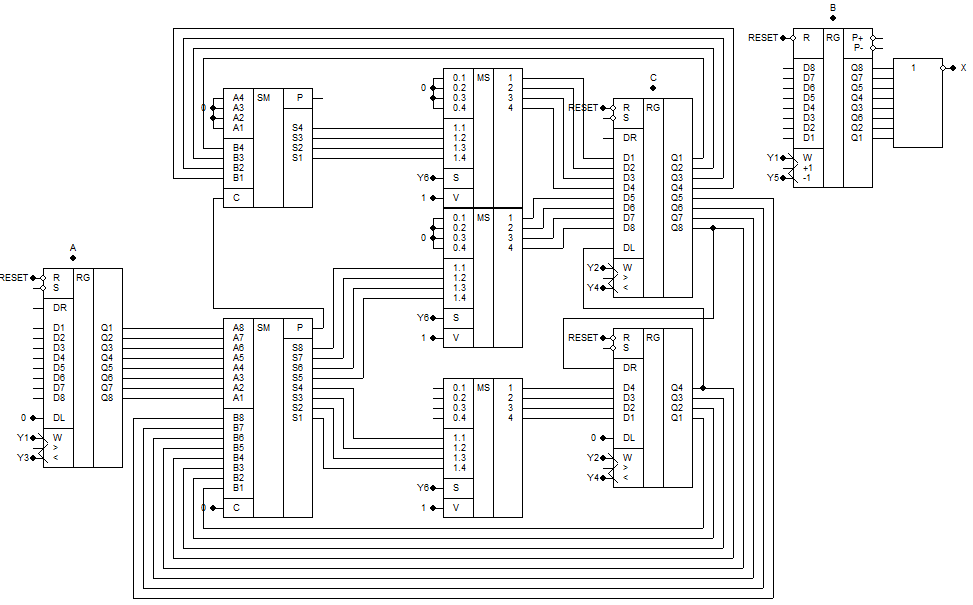 B
RESET R RG P+
P-
D8 Q8 1 X
D7 Q7
D6 Q5
D5 Q4
D4 Q3
D3 Q6
D2 Q2
D1 Q1
Y1 W
+1
Y5 -1
A4 SM P
0 A3
A2
A1 S4
S3
B4 S2
B3 S1
B2
B1
C
0.1 MS 1
0 0.2 2
0.3 3
0.4 4
1.1
1.2
1.3
1.4
Y6 S
1 V
0.1 MS 1
0.2 2
0 0.3 3
0.4 4
1.1
1.2
1.3
1.4
Y6 S
1 V
C
RESET R RG
S
DR
D1 Q1
D2 Q2
D3 Q3
D4 Q4
D5 Q5
D6 Q6
D7 Q7
D8 Q8
DL
Y2 W
>
Y4 <
A
RESET R RG
S
DR
D1 Q1
D2 Q2
D3 Q3
D4 Q4
D5 Q5
D6 Q6
D7 Q7
D8 Q8
0 DL
Y1 W
>
Y3 <
A8 SM P
A7
A6 S8
A5 S7
A4 S6
A3 S5
A2 S4
A1 S3
S2
B8 S1
B7
B6
B5
B4
B3
B2
B1
0 C
0.1 MS 1
0.2 2
0.3 3
0.4 4
1.1
1.2
1.3
1.4
Y6 S
1 V
RESET R RG
S
DR
D4 Q4
D3 Q3
D2 Q2
D1 Q1
0 DL
Y2 W
>
Y4 <